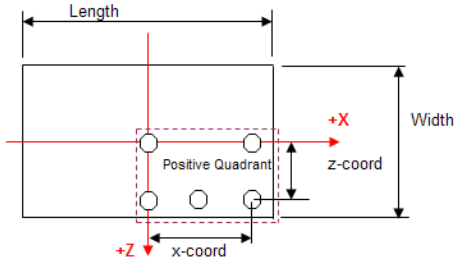 Length
+X
Width
Positive Quadrant
z-coord
+Z
x-coord